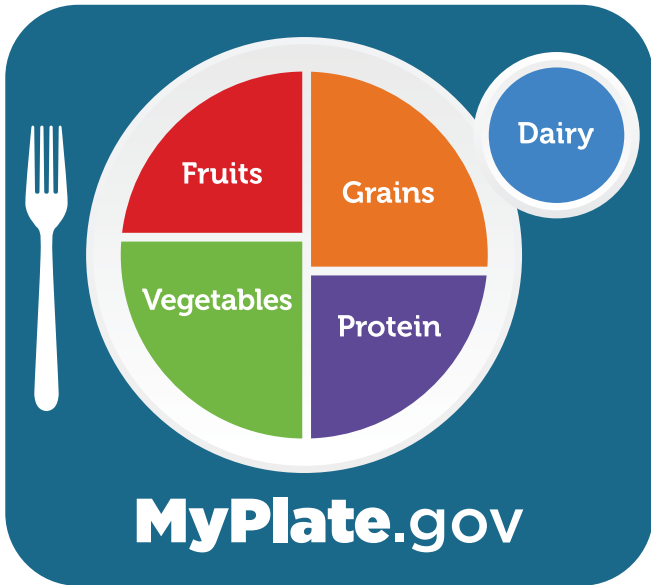 Fruits
Grains
Dairy
Vegetables
Protein
MyPlate.gov